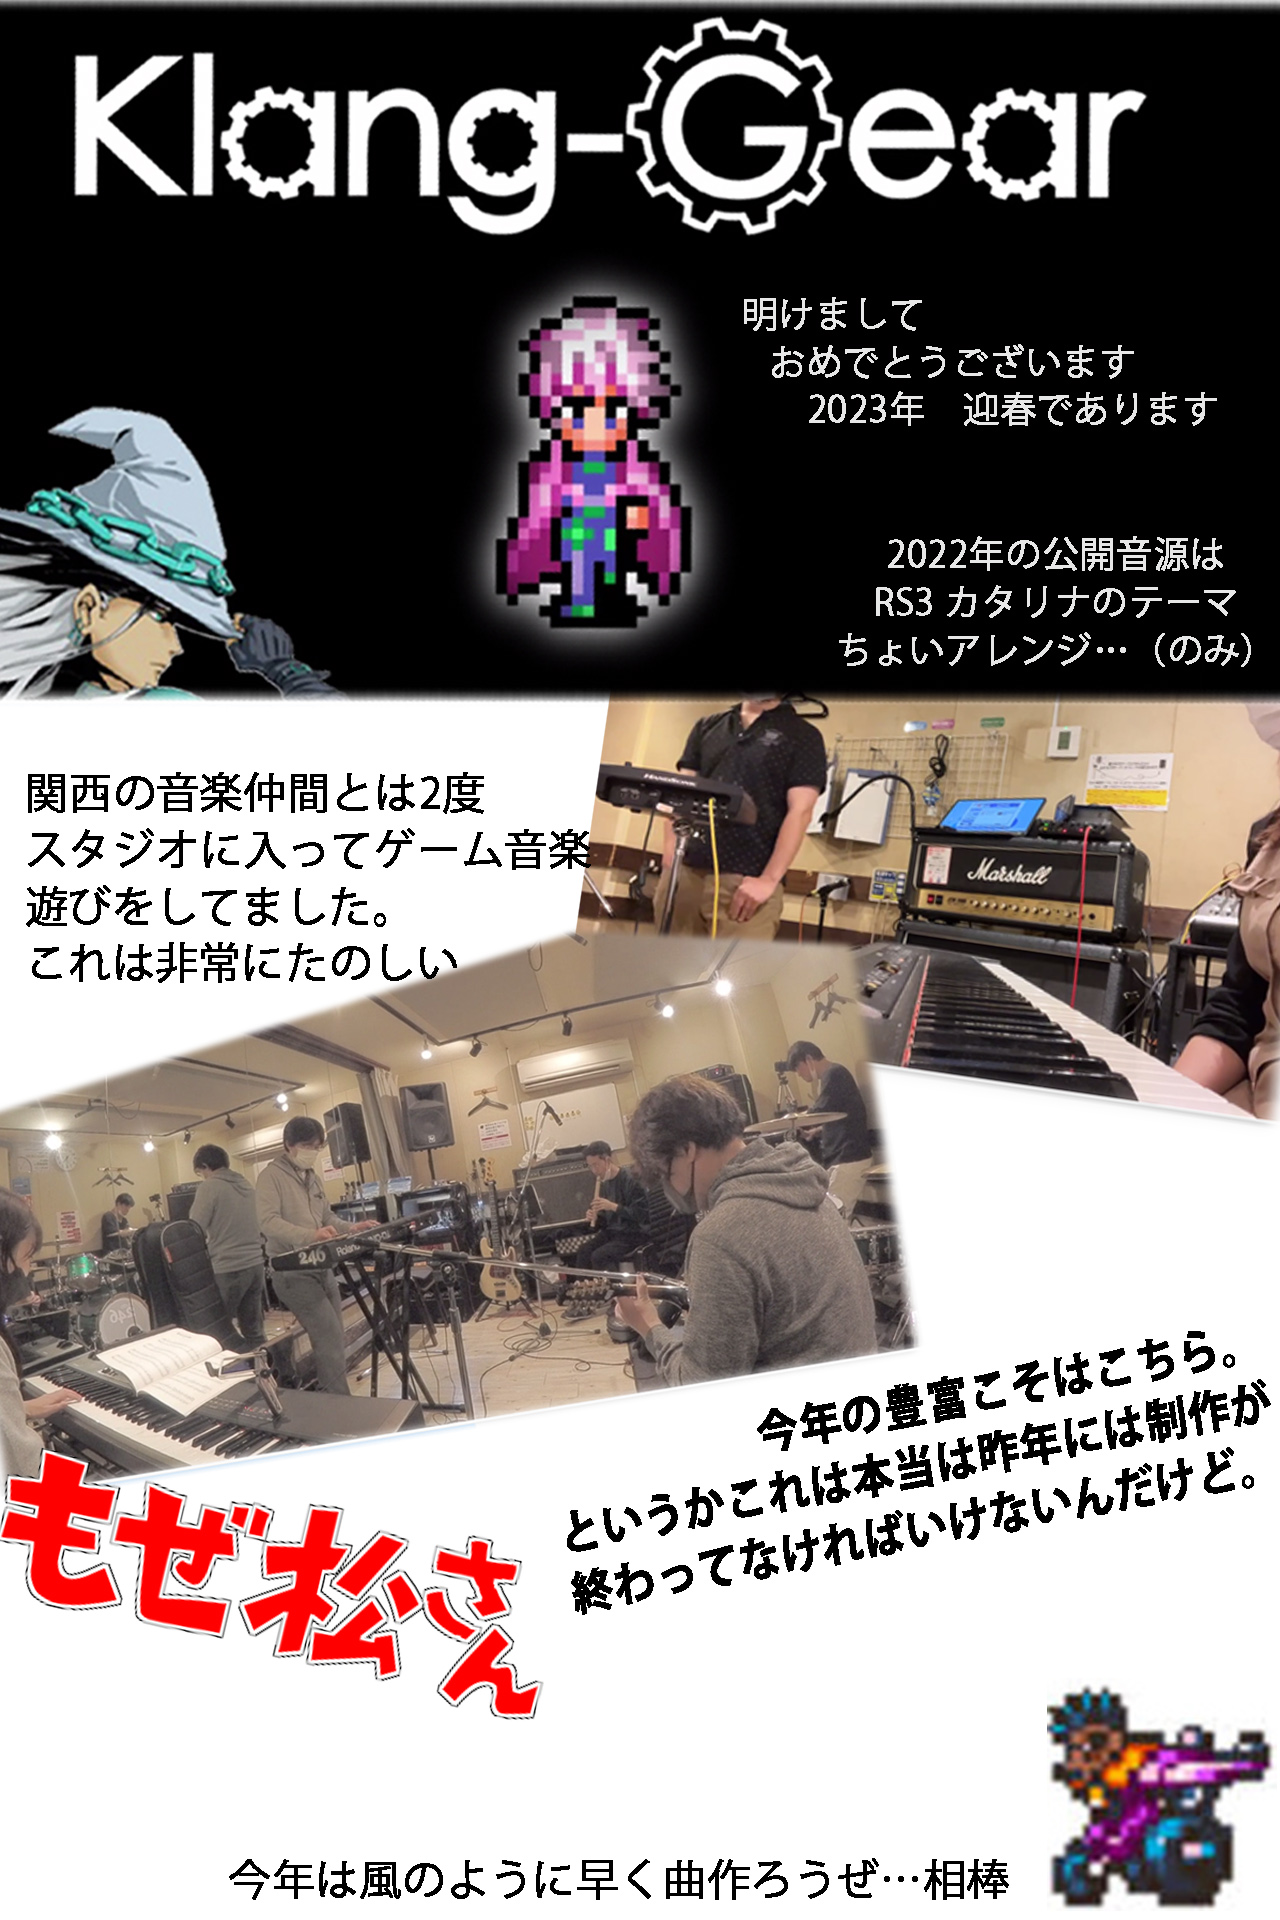 Klang-Gear
明けまして
おめでとうございます
2023年　迎春であります
2022年の公開音源は
RS3 カタリナのテーマ
ちょいアレンジ…（のみ）
関西の音楽仲間とは2度
スタジオに入ってゲーム音楽
遊びをしてました。
これは非常にたのしい
Marshall
246
Roland
今年の豊富こそはこちら。
というかこれは本当は昨年には制作が
終わってなければいけないんだけど。
もぜ松さん
今年は風のように早く曲作ろうぜ…相棒